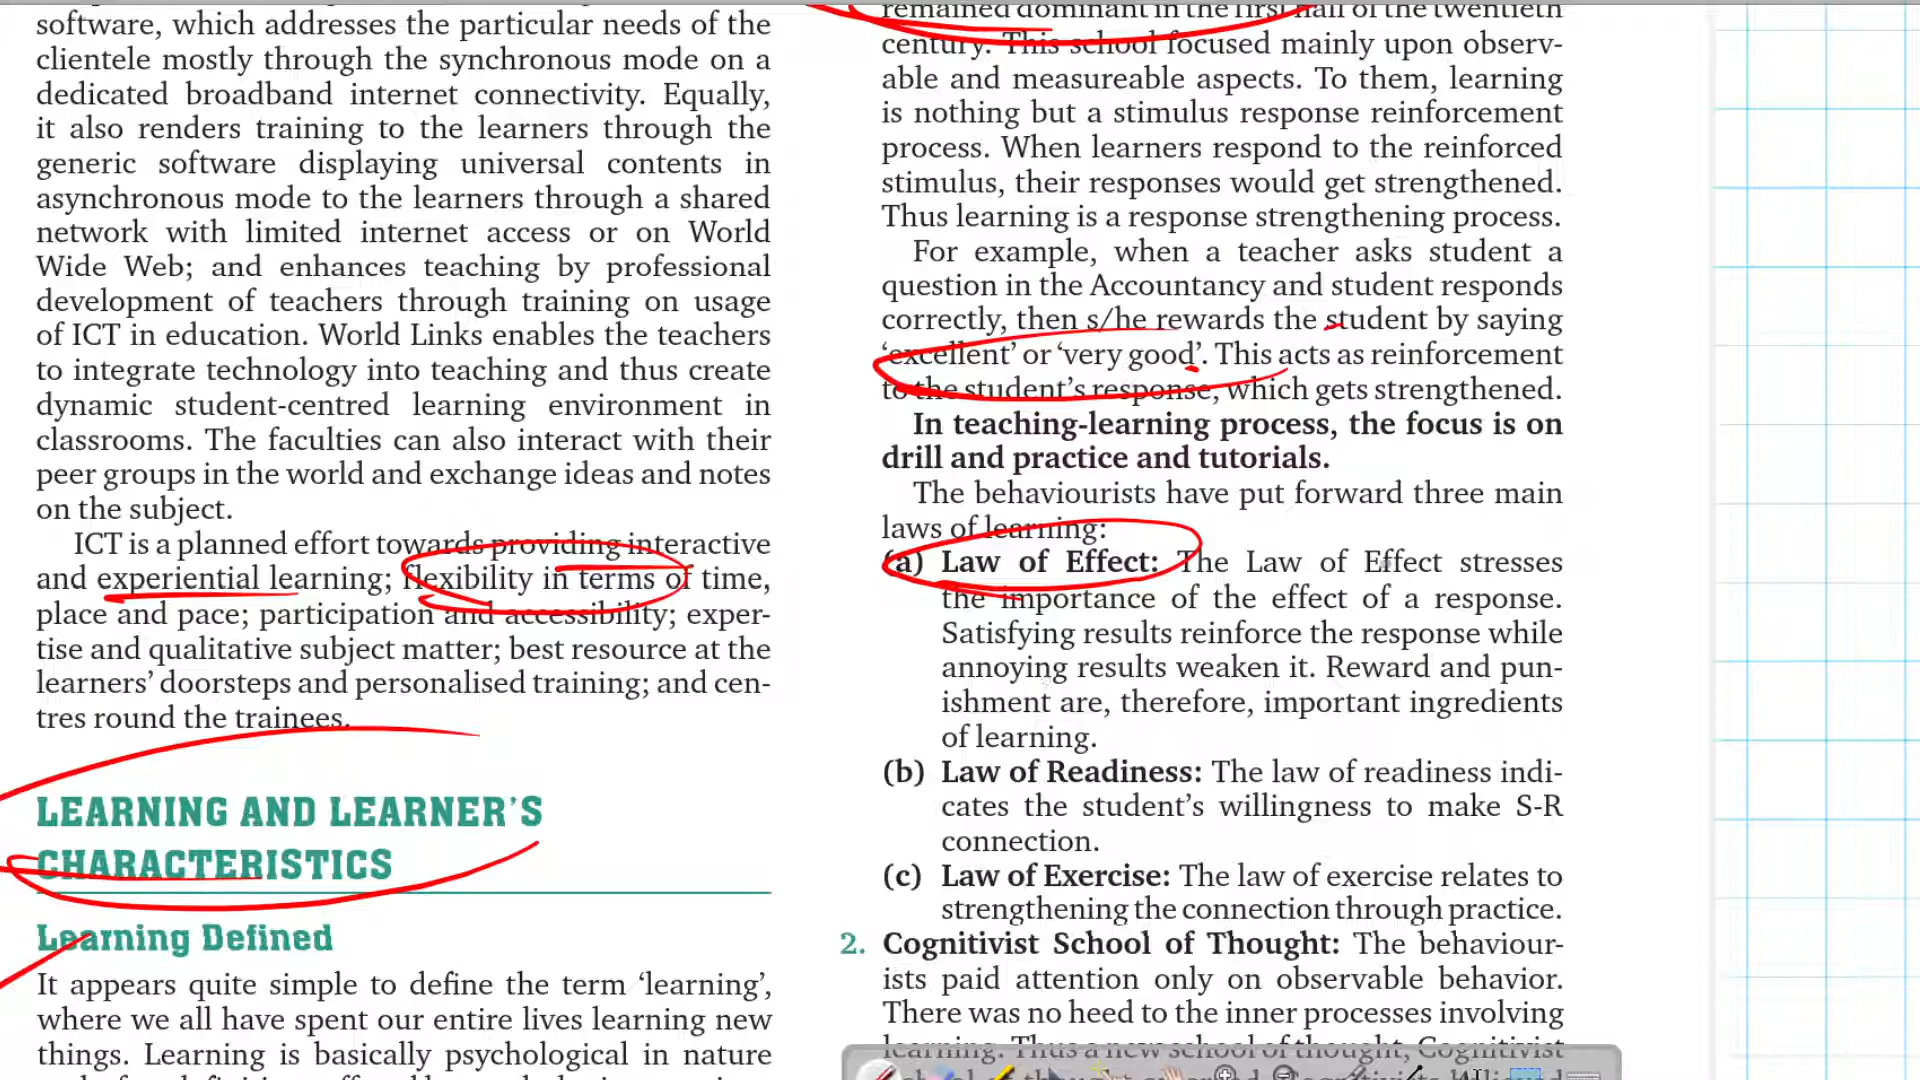 software, which addresses the particular needs of the
clientele mostly through the synchronous mode on a
dedicated broadband internet connectivity. Equally,
it also renders training to the learners through the
generic software displaying universal contents in
asynchronous mode to the learners through a shared
network with limited internet access or on World
Wide Web; and enhances teaching by professional
development of teachers through training on usage
of ICT in education. World Links enables the teachers
to integrate technology into teaching and thus create
dynamic student-centred learning environment in
classrooms. The faculties can also interact with their
peer groups in the world and exchange ideas and notes
on the subject.
ICT is a planned effort towards providing interactive
and experiential learning; flexibility in terms of time,
place and pace; participation and accessibility; exper-
tise and qualitative subject matter; best resource at the
learners' doorsteps and personalised training; and cen-
tres round the trainees.
LEARNING AND LEARNER'S
CHARACTERISTICS
Learning Defined
It appears quite simple to define the term 'learning',
where we all have spent our entire lives learning new
things. Learning is basically psychological in nature
remained dominant in the first half of the twentieth
century. This school focused mainly upon observ-
able and measureable aspects. To them, learning
is nothing but a stimulus response reinforcement
process. When learners respond to the reinforced
stimulus, their responses would get strengthened.
Thus learning is a response strengthening process.
For example, when a teacher asks student a
question in the Accountancy and student responds
correctly, then s/he rewards the student by saying
'excellent' or 'very good'. This acts as reinforcement
to the student's response, which gets strengthened.
In teaching-learning process, the focus is on
drill and practice and tutorials.
The behaviourists have put forward three main
laws of learning:
(a) Law of Effect: The Law of Effect stresses
the importance of the effect of a response.
Satisfying results reinforce the response while
annoying results weaken it. Reward and pun-
ishment are, therefore, important ingredients
of learning.
(b) Law of Readiness: The law of readiness indi-
cates the student's willingness to make S-R
connection.
(c) Law of Exercise: The law of exercise relates to
strengthening the connection through practice.
2. Cognitivist School of Thought: The behaviour-
ists paid attention only on observable behavior.
There was no heed to the inner processes involving
learning. Thus a new school of thought, Cognitivist